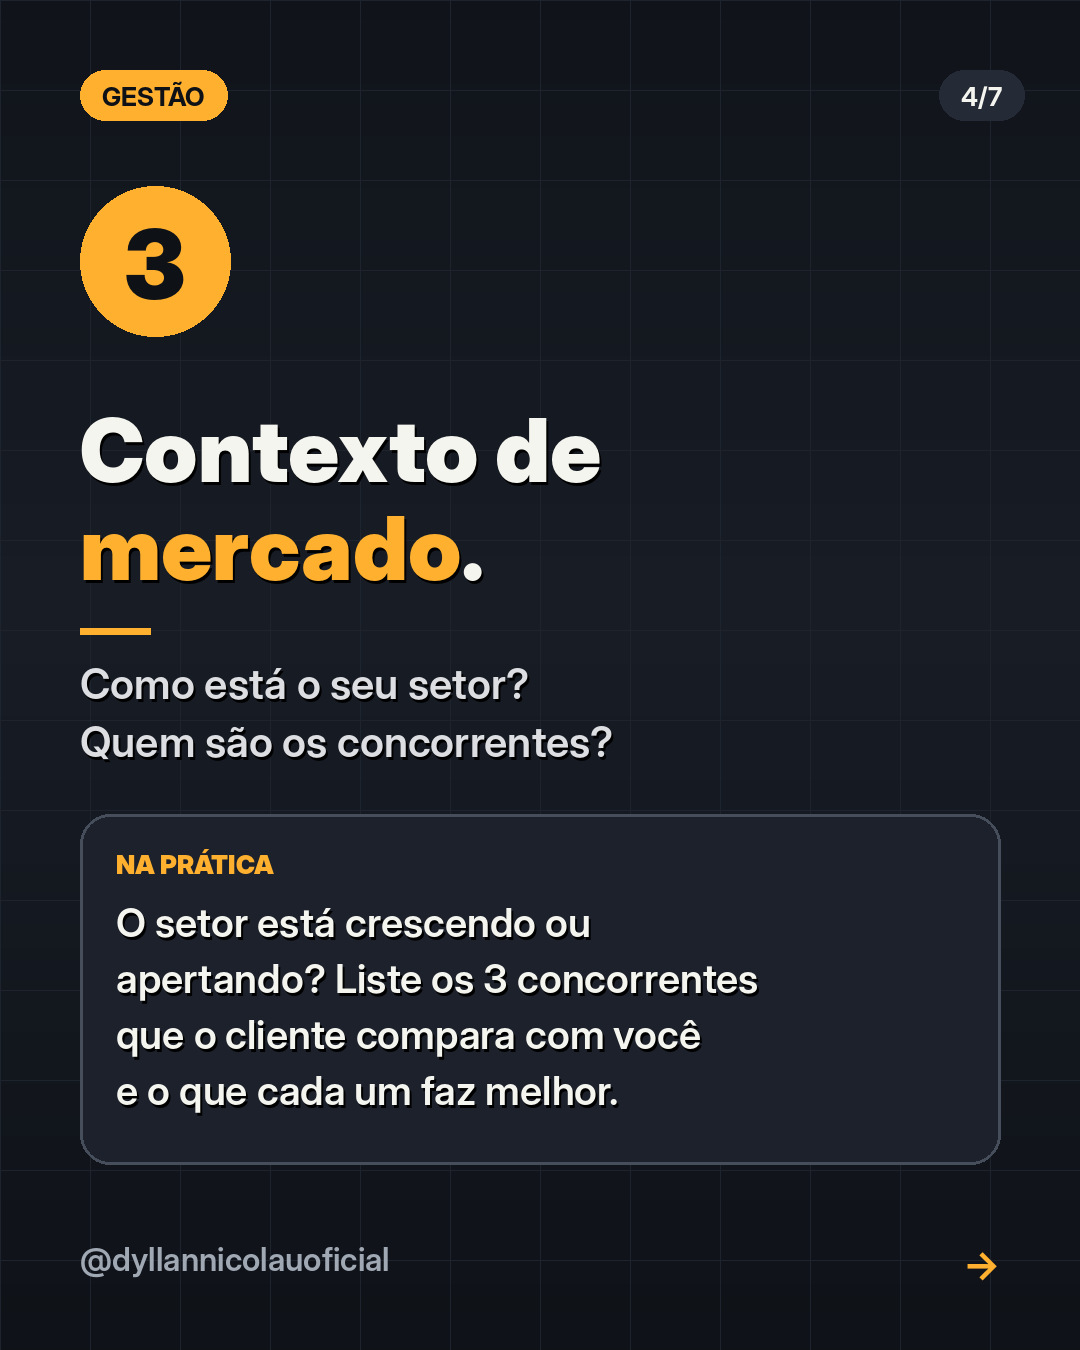 GESTÃO
4/7
3
Contexto de
mercado.
Como está o seu setor?
Quem são os concorrentes?
NA PRÁTICA
O setor está crescendo ou
apertando? Liste os 3 concorrentes
que o cliente compara com você
e o que cada um faz melhor.
@dyllannicolauoficial
→